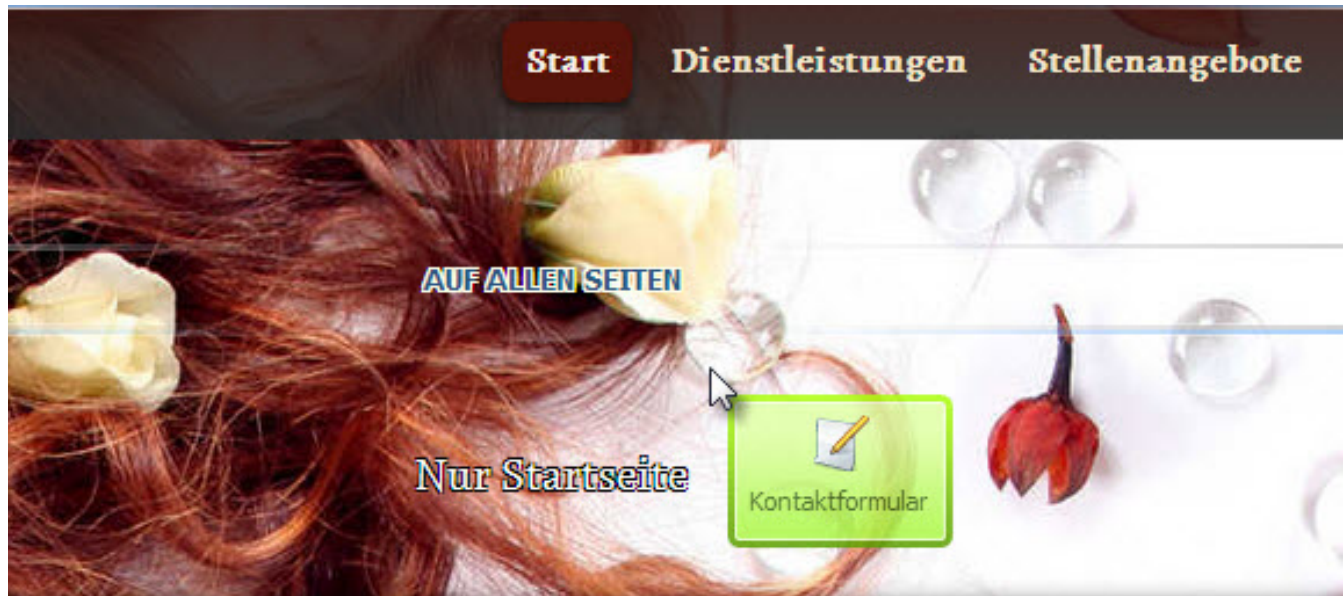 Start Dienstleistungen Stellenangebote
AUF ALLEN SEITEN
Nur Startseite
Kontaktformular